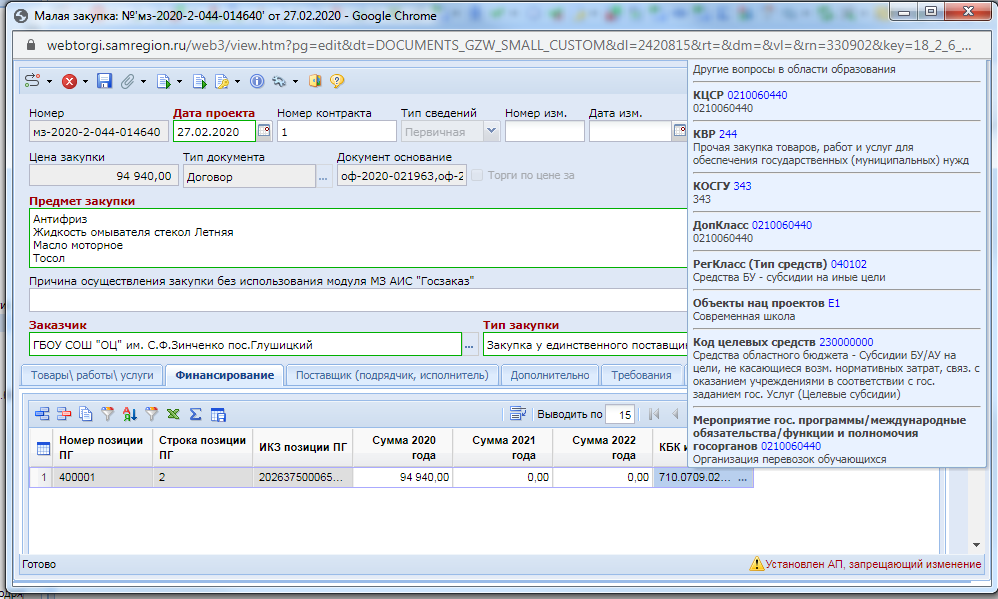 Малая закупка: №'мз-2020-2-044-014640' от 27.02.2020 - Google Chrome
webtorgi.samregion.ru/web3/view.htm?pg=edit&dt=DOCUMENTS_GZW_SMALL_CUSTOM&dl=2420815&rt=&dm=&vl=&rn=330902&key=18_2_6_...
Номер Дата проекта Номер контракта Тип сведений Номер изм. Дата изм.
мз-2020-2-044-014640 27.02.2020 1 Первичная
Цена закупки Тип документа Документ основание
94 940,00 Договор ... оф-2020-021963,оф-2 Торги по цене за
Предмет закупки
Антифриз
Жидкость омывателя стекол Летняя
Масло моторное
Тосол
Причина осуществления закупки без использования модуля МЗ АИС "Госзаказ"
Заказчик Тип закупки
ГБОУ СОШ "ОЦ" им. С.Ф.Зинченко пос.Глушицкий ... Закупка у единственного поставщик
Товары\ работы\ услуги Финансирование Поставщик (подрядчик, исполнитель) Дополнительно Требования
Выводить по 15
Номер позиции ПГ Строка позиции ПГ ИКЗ позиции ПГ Сумма 2020 года Сумма 2021 года Сумма 2022 года КБК
1 400001 2 202637500065... 94 940,00 0,00 0,00 710.0709.02... ...
Готово
Установлен АП, запрещающий изменение
Другие вопросы в области образования
КЦСР 0210060440
0210060440
КВР 244
Прочая закупка товаров, работ и услуг для
обеспечения государственных (муниципальных) нужд
КОСГУ 343
343
ДопКласс 0210060440
0210060440
РегКласс (Тип средств) 040102
Средства БУ - субсидии на иные цели
Объекты нац проектов E1
Современная школа
Код целевых средств 230000000
Средства областного бюджета - Субсидии БУ/АУ на
цели, не касающиеся возм. нормативных затрат, связ. с
оказанием учреждениями в соответствии с гос.
заданием гос. Услуг (Целевые субсидии)
Мероприятие гос. программы/международные
обязательства/функции и полномочия
госорганов 0210060440
Организация перевозок обучающихся